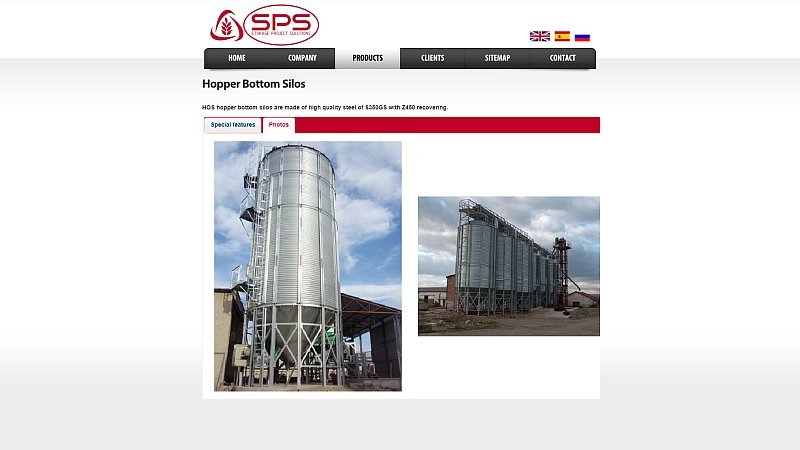 SPS
STORAGE PROJECT SOLUTIONS
HOME COMPANY PRODUCTS CLIENTS SITEMAP CONTACT
Hopper Bottom Silos
HOS hopper bottom silos are made of high quality steel of S350GS with Z450 recovering.
Special features Photos